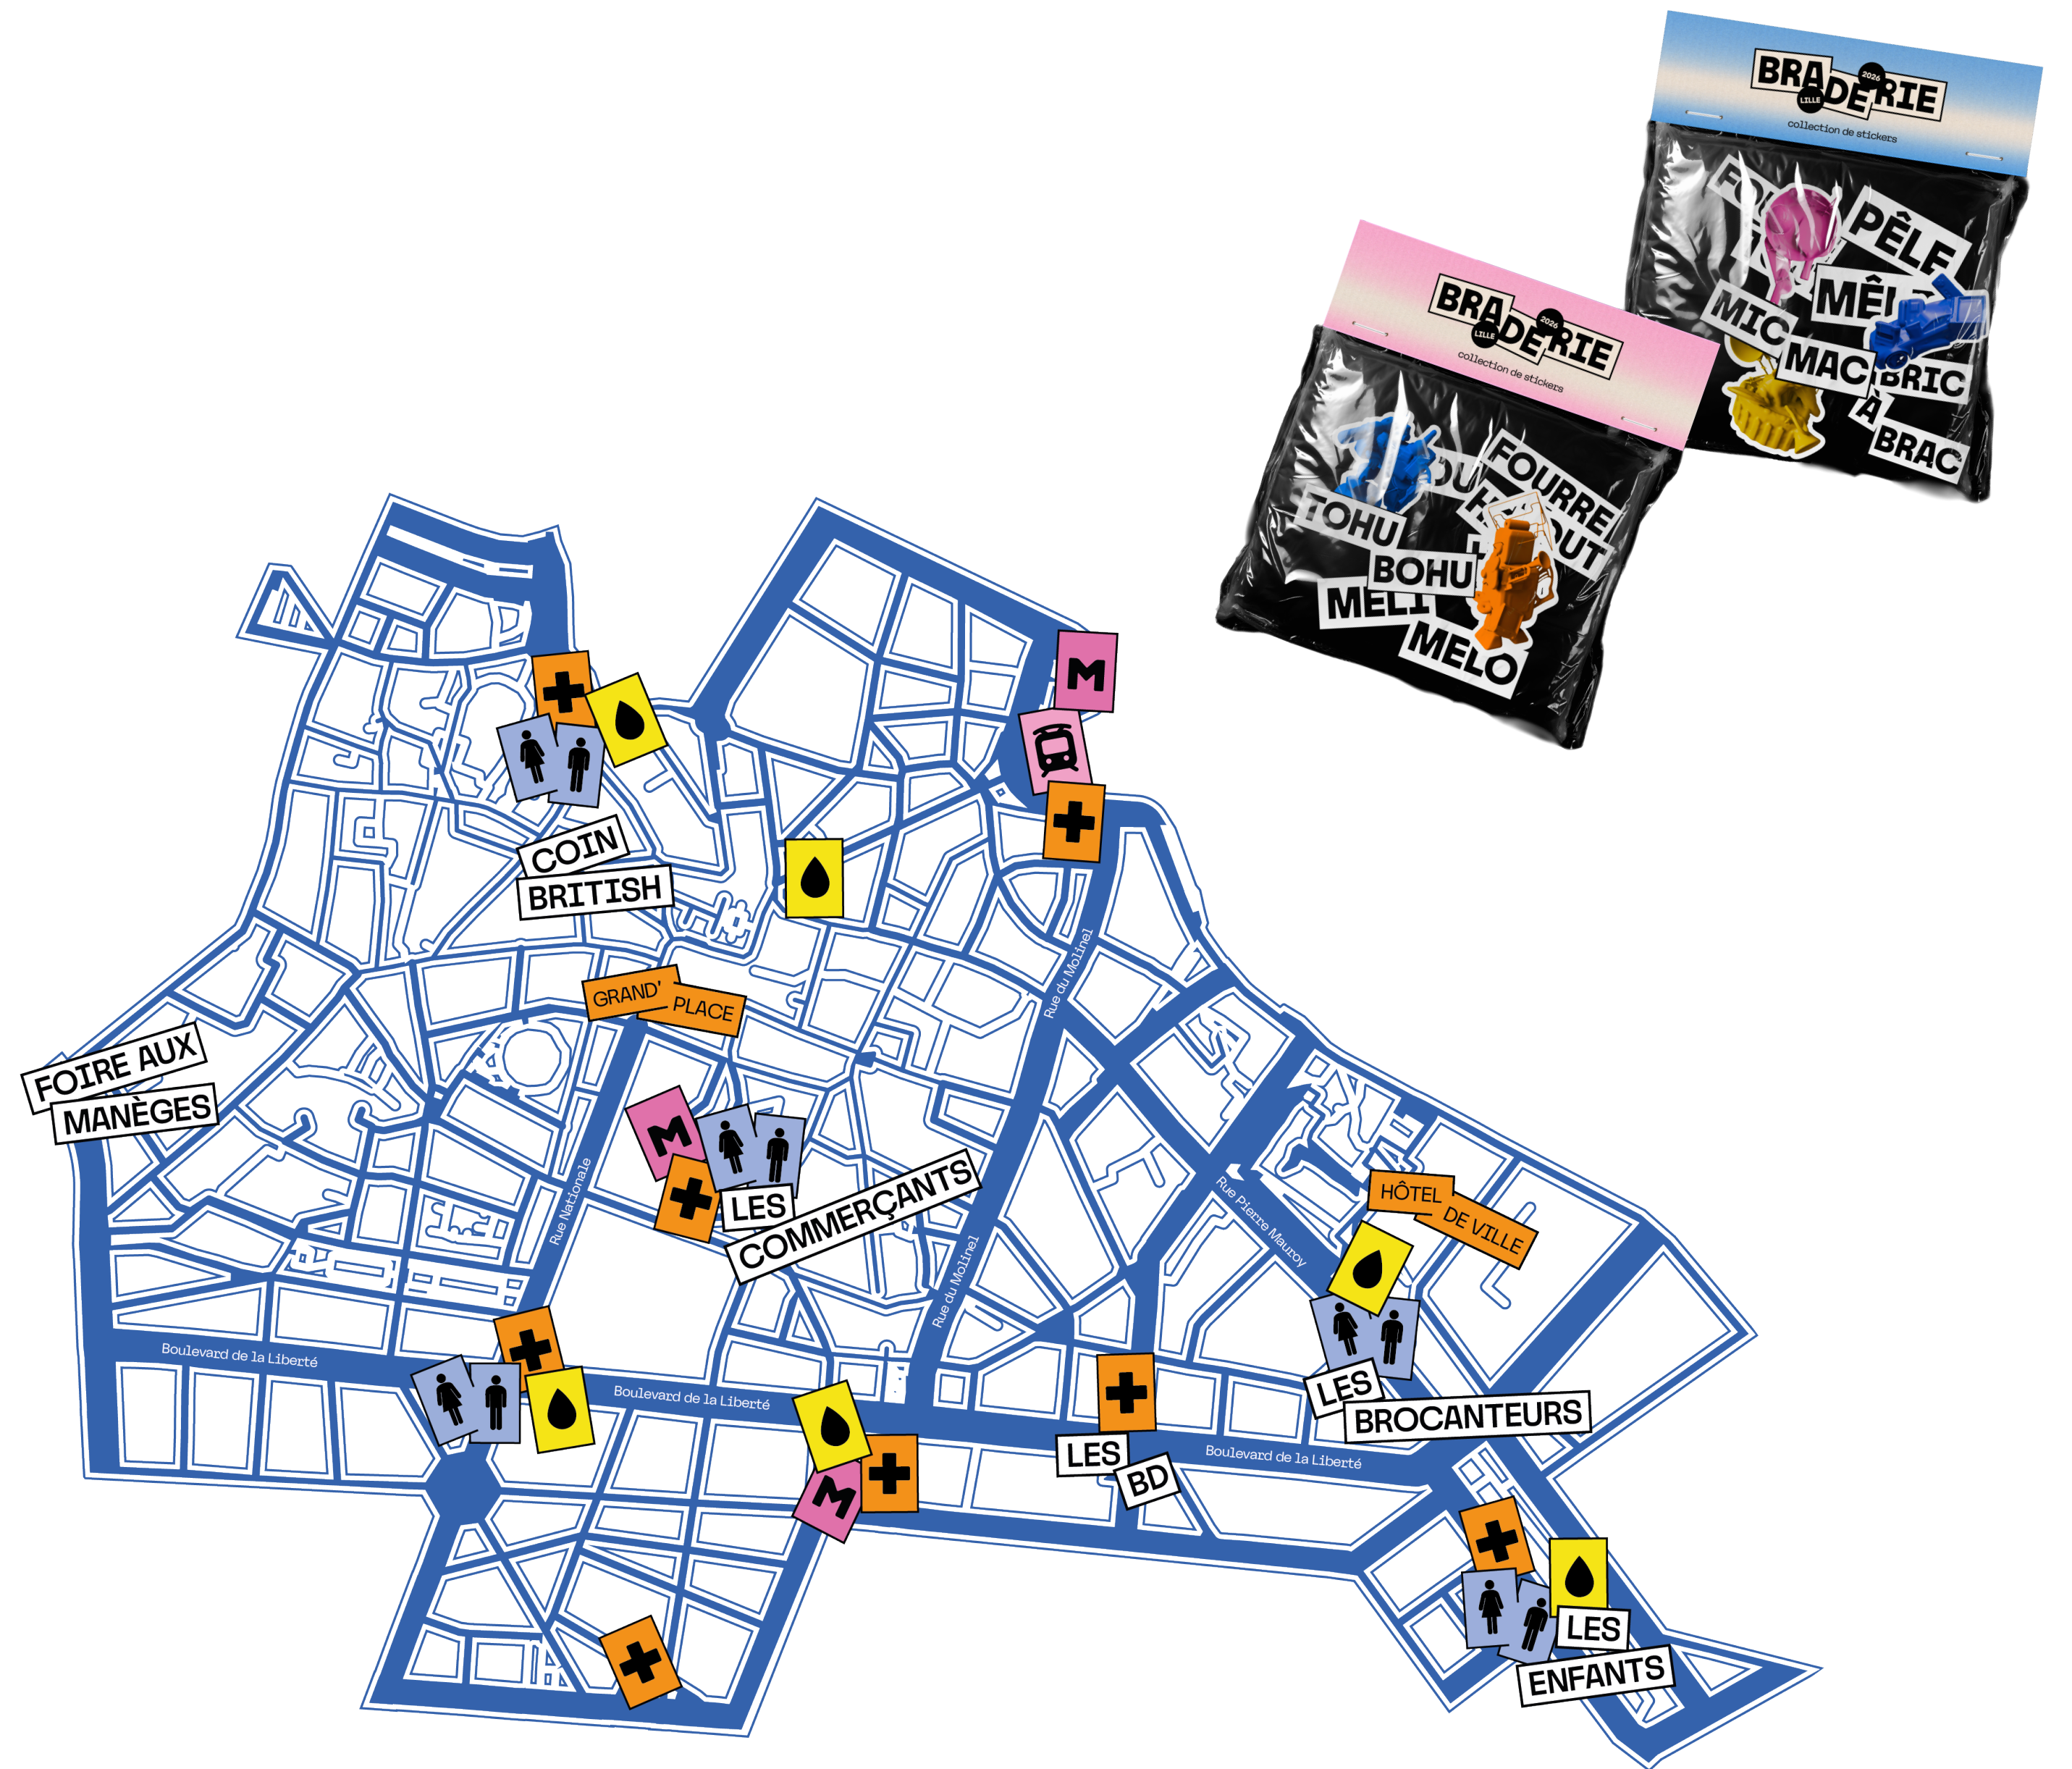 BRADERIE
2026
LILLE
collection de stickers
PÊLE
MIC
MAC
BRIC
À
BRAC
BRADERIE
2026
LILLE
collection de stickers
FOURRE
TOHU
BOHU
MELI
MELO
M
COIN
BRITISH
Rue du Molinel
GRAND'
PLACE
FOIRE AUX
MANÈGES
M
LES
COMMERÇANTS
Rue Nationale
Rue du Molinel
Rue Pierre Mauroy
HÔTEL
DE VILLE
Boulevard de la Liberté
Boulevard de la Liberté
LES
BROCANTEURS
M
LES
BD
Boulevard de la Liberté
LES
ENFANTS